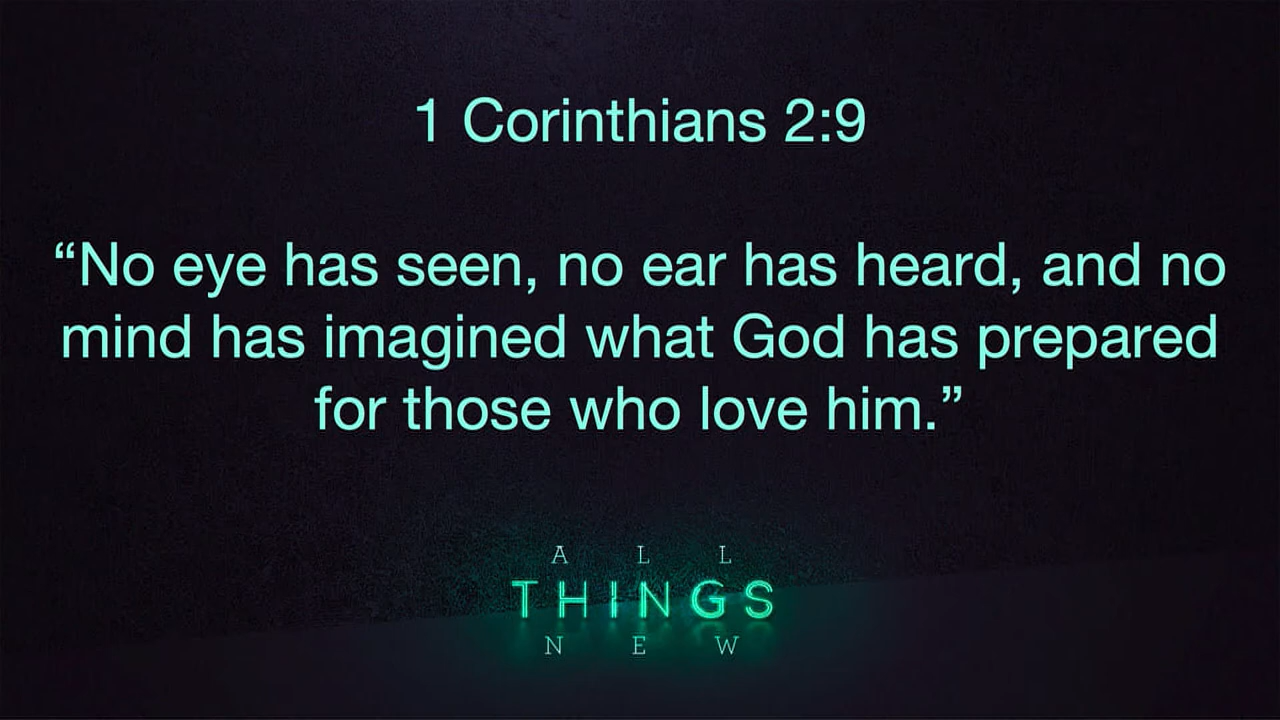 1 Corinthians 2:9
“No eye has seen, no ear has heard, and no
mind has imagined what God has prepared
for those who love him.”
A L L
THINGS
N E W